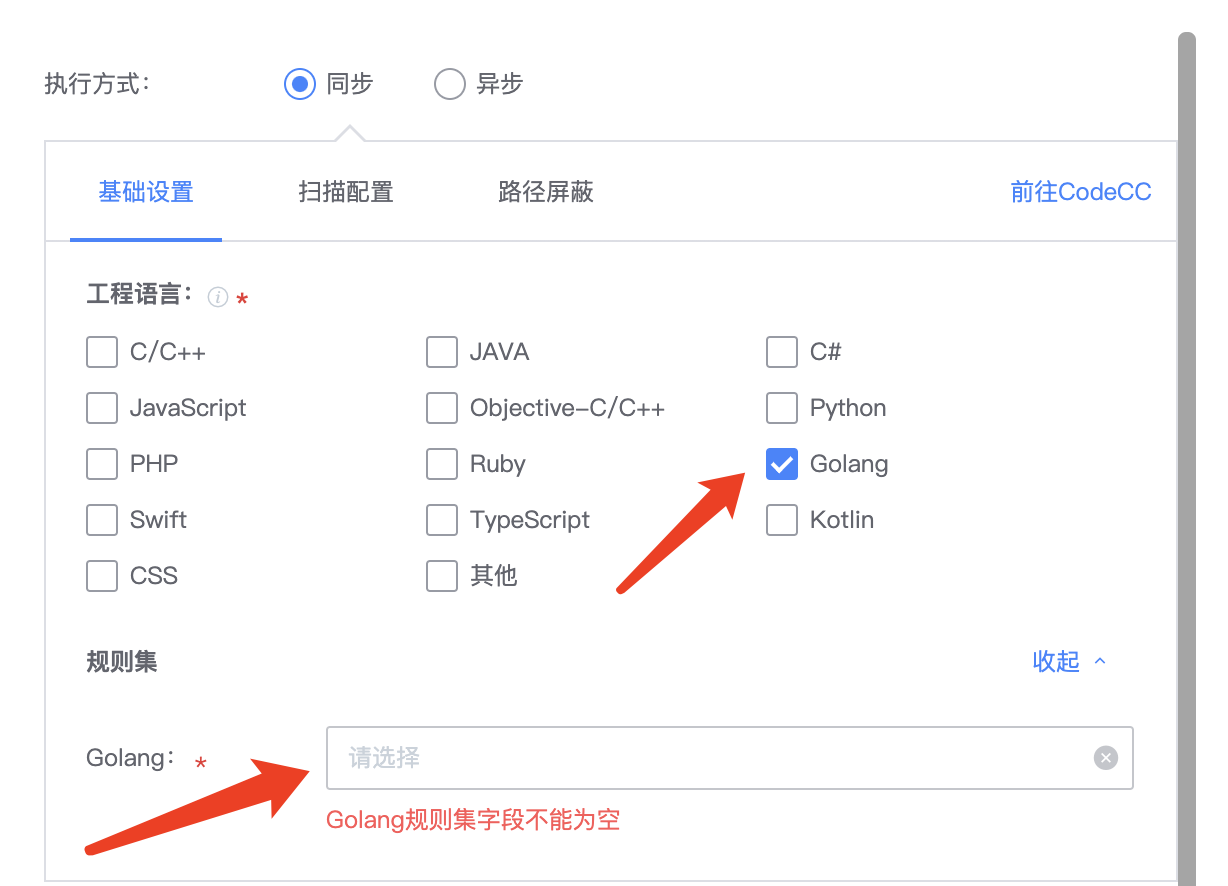 执行方式： 同步 异步
基础设置 扫描配置 路径屏蔽 前往CodeCC
工程语言： i *
C/C++ JAVA C#
JavaScript Objective-C/C++ Python
PHP Ruby Golang
Swift TypeScript Kotlin
CSS 其他
规则集 收起
Golang： * 请选择
Golang规则集字段不能为空